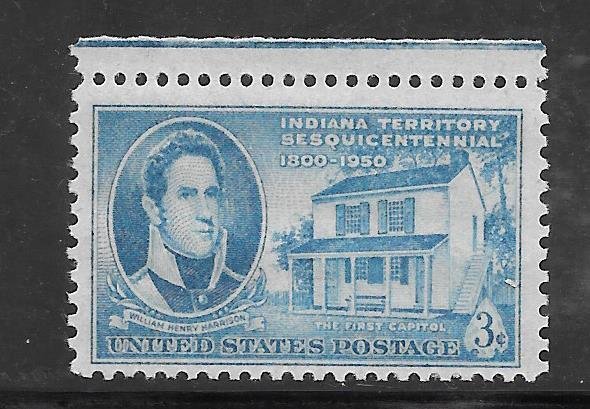 INDIANA TERRITORY
SESQUICENTENNIAL
1800-1950
WILLIAM HENRY HARRISON
THE FIRST CAPITOL
3¢
UNITED STATES POSTAGE